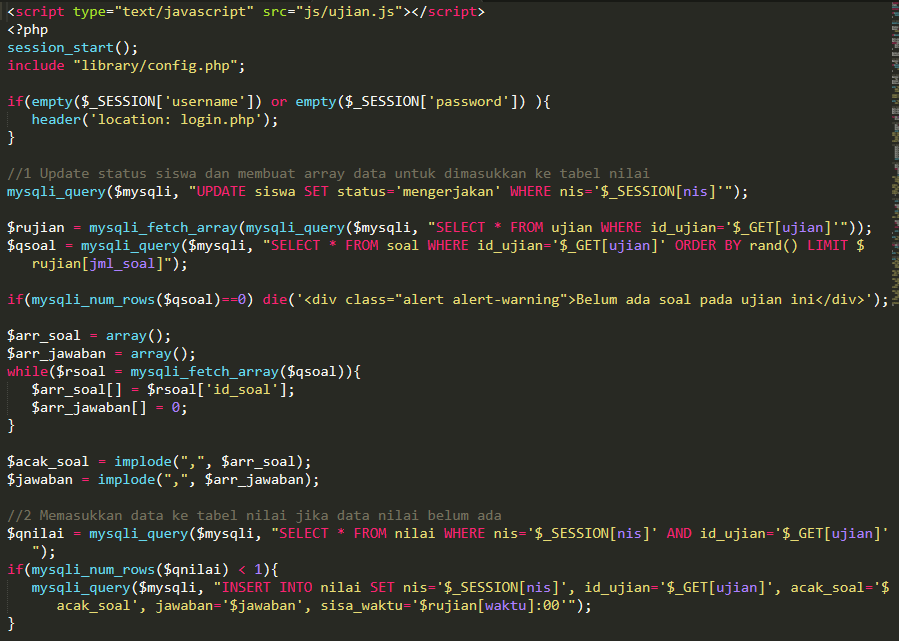 <script type="text/javascript" src="js/ujian.js"></script>
<?php
session_start();
include "library/config.php";
if(empty($_SESSION['username']) or empty($_SESSION['password']) ){
header('location: login.php');
}
//1 Update status siswa dan membuat array data untuk dimasukkan ke tabel nilai
mysqli_query($mysqli, "UPDATE siswa SET status='mengerjakan' WHERE nis='$_SESSION[nis]'");
$rujian = mysqli_fetch_array(mysqli_query($mysqli, "SELECT * FROM ujian WHERE id_ujian='$_GET[ujian]'"));
$qsoal = mysqli_query($mysqli, "SELECT * FROM soal WHERE id_ujian='$_GET[ujian]' ORDER BY rand() LIMIT $
rujian[jml_soal]");
if(mysqli_num_rows($qsoal)==0) die('<div class="alert alert-warning">Belum ada soal pada ujian ini</div>');
$arr_soal = array();
$arr_jawaban = array();
while($rsoal = mysqli_fetch_array($qsoal)){
$arr_soal[] = $rsoal['id_soal'];
$arr_jawaban[] = 0;
}
$acak_soal = implode(",", $arr_soal);
$jawaban = implode(",", $arr_jawaban);
//2 Memasukkan data ke tabel nilai jika data nilai belum ada
$qnilai = mysqli_query($mysqli, "SELECT * FROM nilai WHERE nis='$_SESSION[nis]' AND id_ujian='$_GET[ujian]'
");
if(mysqli_num_rows($qnilai) < 1){
mysqli_query($mysqli, "INSERT INTO nilai SET nis='$_SESSION[nis]', id_ujian='$_GET[ujian]', acak_soal='$
acak_soal', jawaban='$jawaban', sisa_waktu='$rujian[waktu]:00'");
}